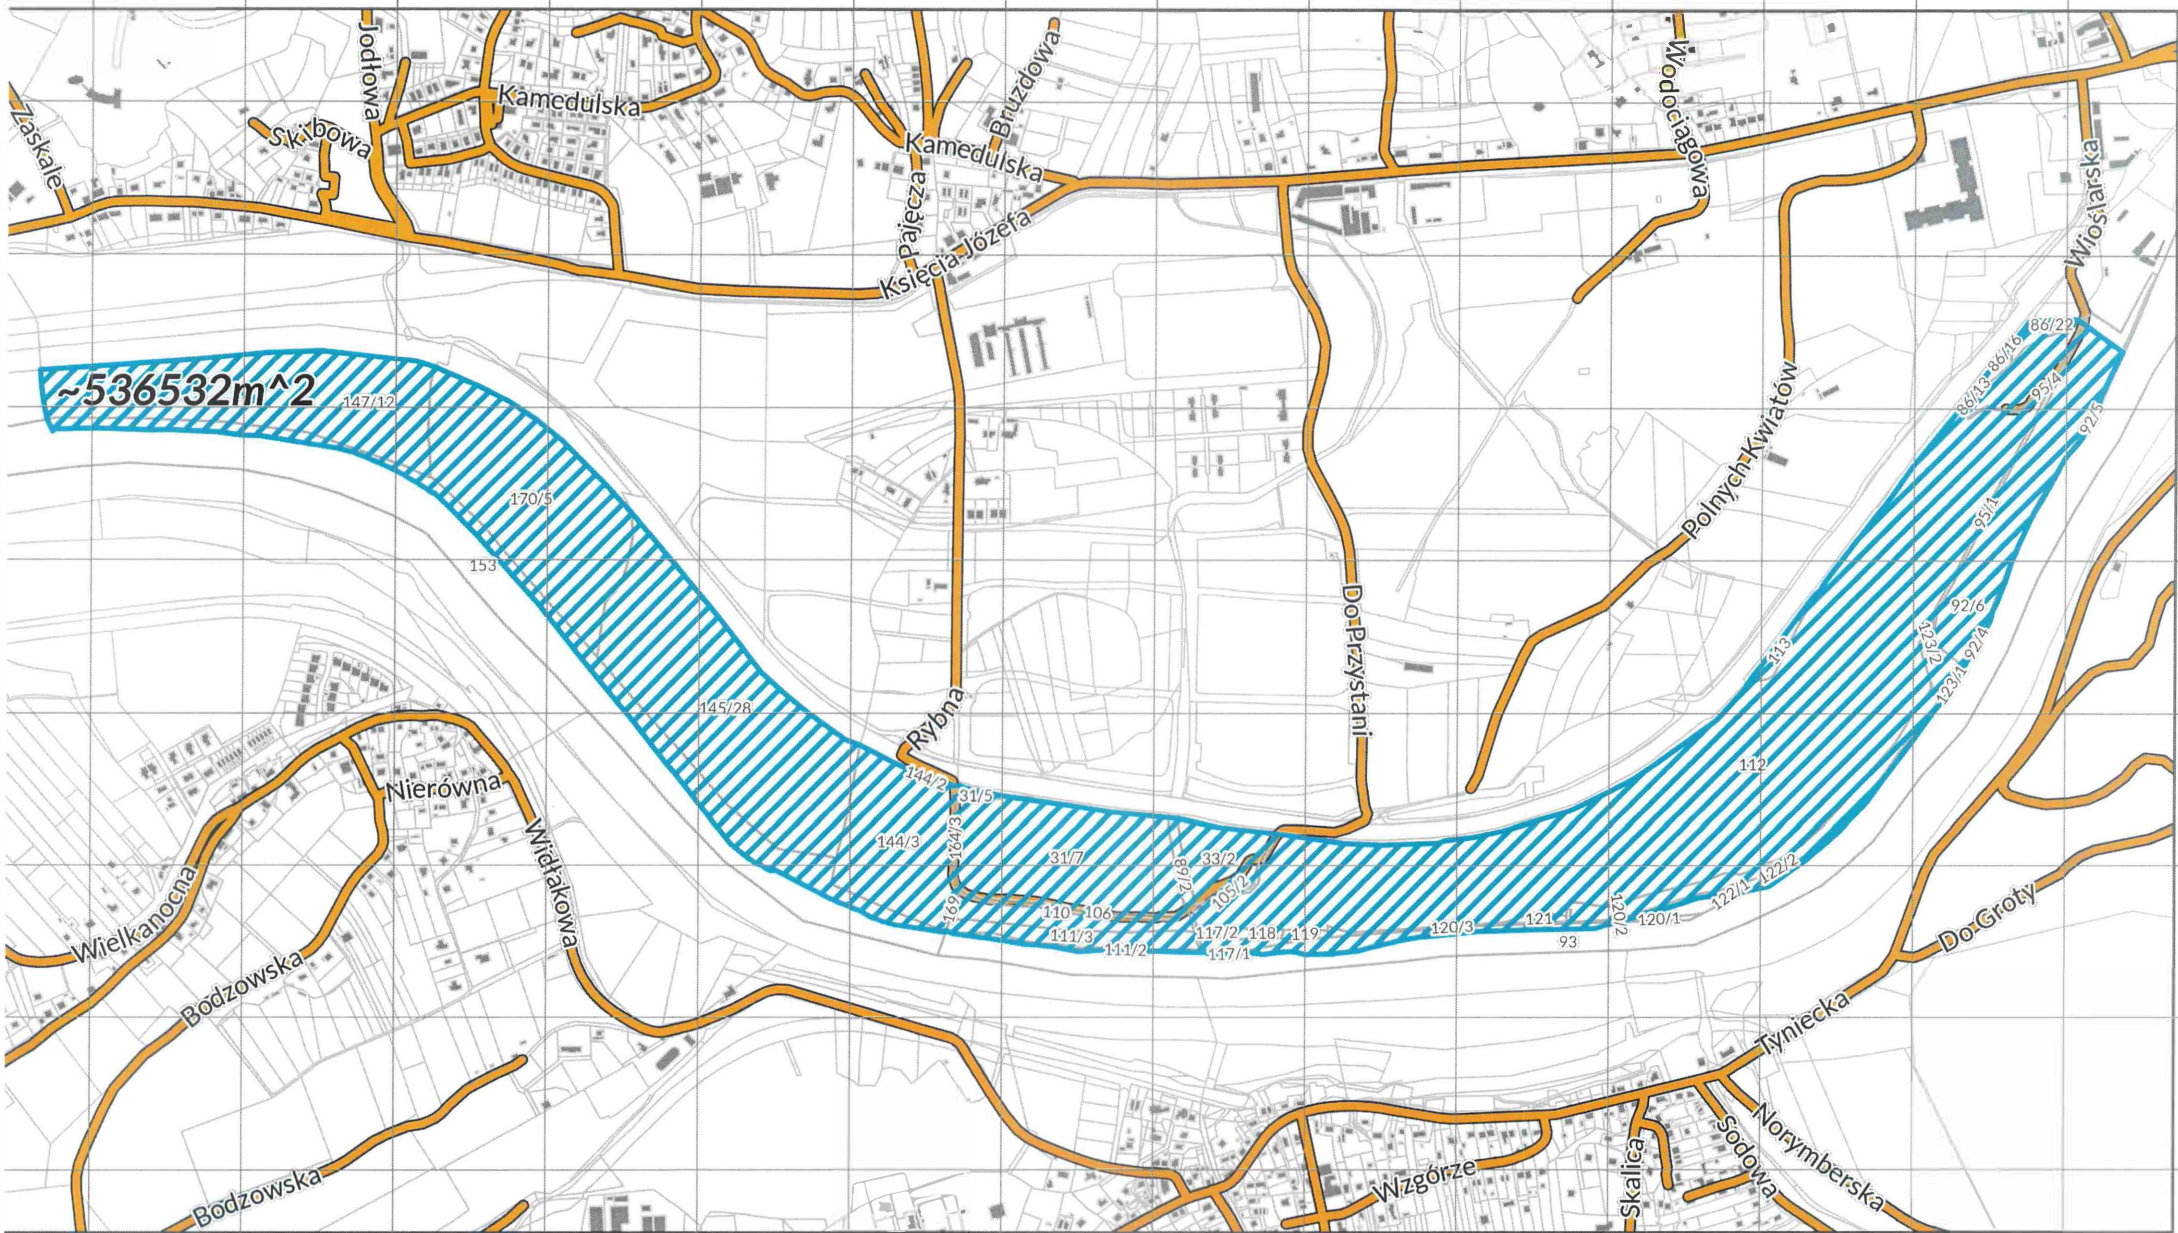 Jodłowa
Zaskale
Skibowa
Kamedulska
Kamedulska
Bruzdowa
Pajęcza
Księcia Józefa
Wodociągowa
Wioślarska
~536532m^2
147/12
170/5
153
145/28
86/22
86/16
86/13
95/4
92/5
95/1
92/6
92/4
123/2
123/1
113
112
Polnych Kwiatów
Do Przystani
Rybna
144/2
31/5
144/3
164/3
31/7
89/2
33/2
105/2
169
110
106
111/3
111/2
117/2
117/1
118
119
120/3
121
93
120/2
120/1
122/1
122/2
Nierówna
Widłakowa
Wielkanocna
Bodzowska
Bodzowska
Do Groty
Tyniecka
Norymberska
Sodowa
Skalica
Wzgórze